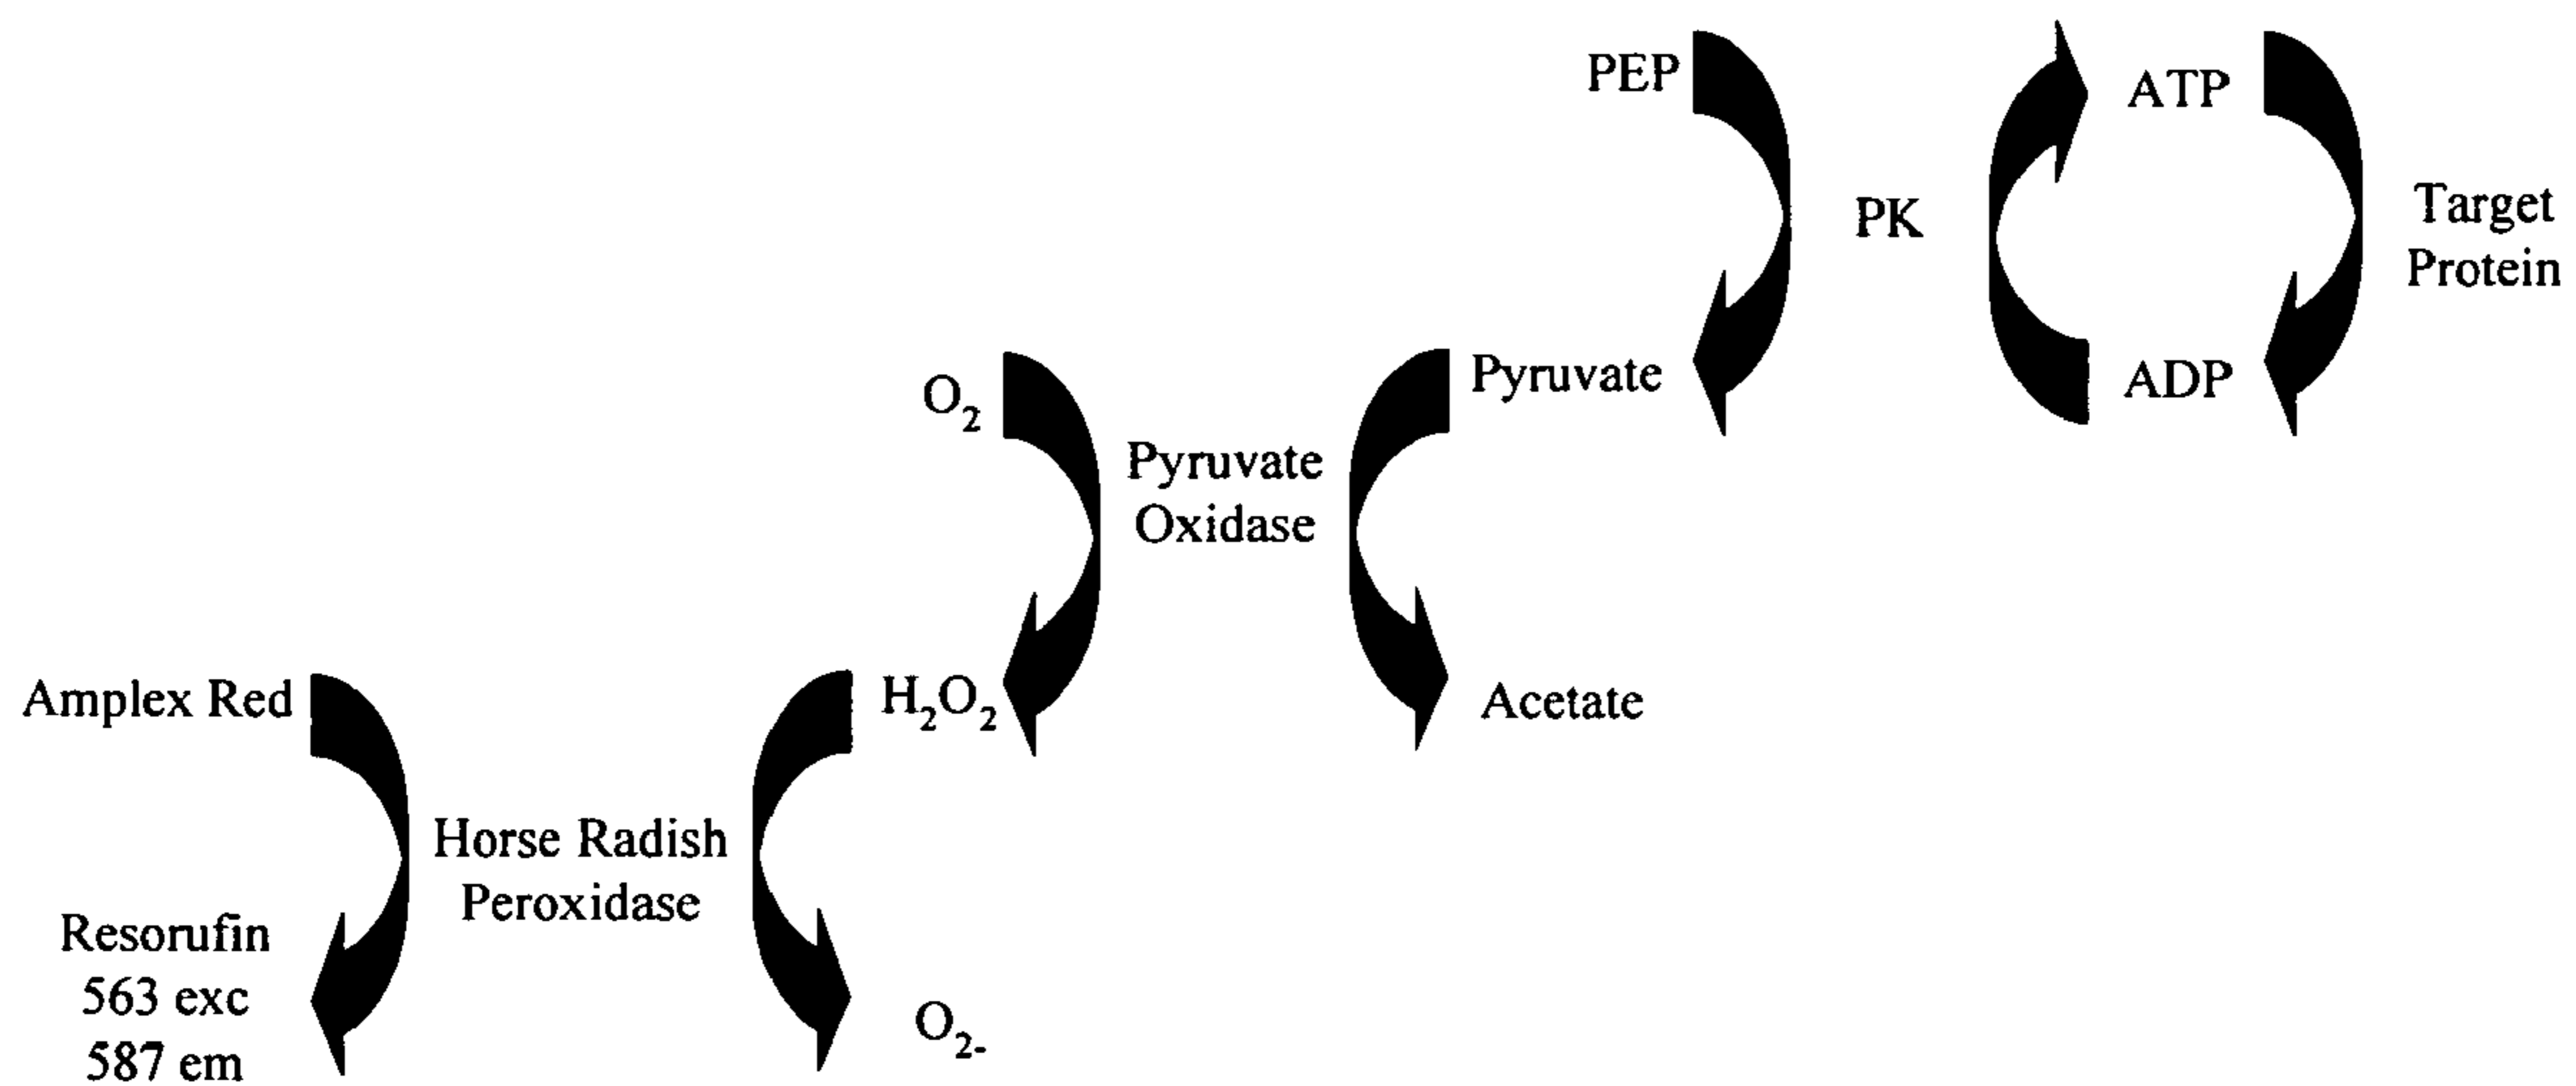 PEP
ATP
PK
Target
Protein
Pyruvate
ADP
O2
Pyruvate
Oxidase
Amplex Red
H2O2
Acetate
Horse Radish
Peroxidase
Resorufin
563 exc
587 em
O2-